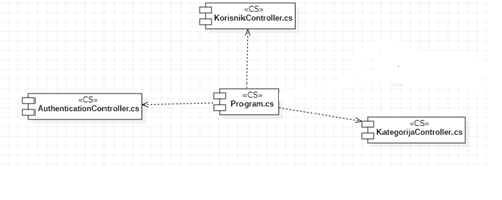 «CS»
KorisnikController.cs
«CS»
AuthenticationController.cs
«CS»
Program.cs
«CS»
KategorijaController.cs